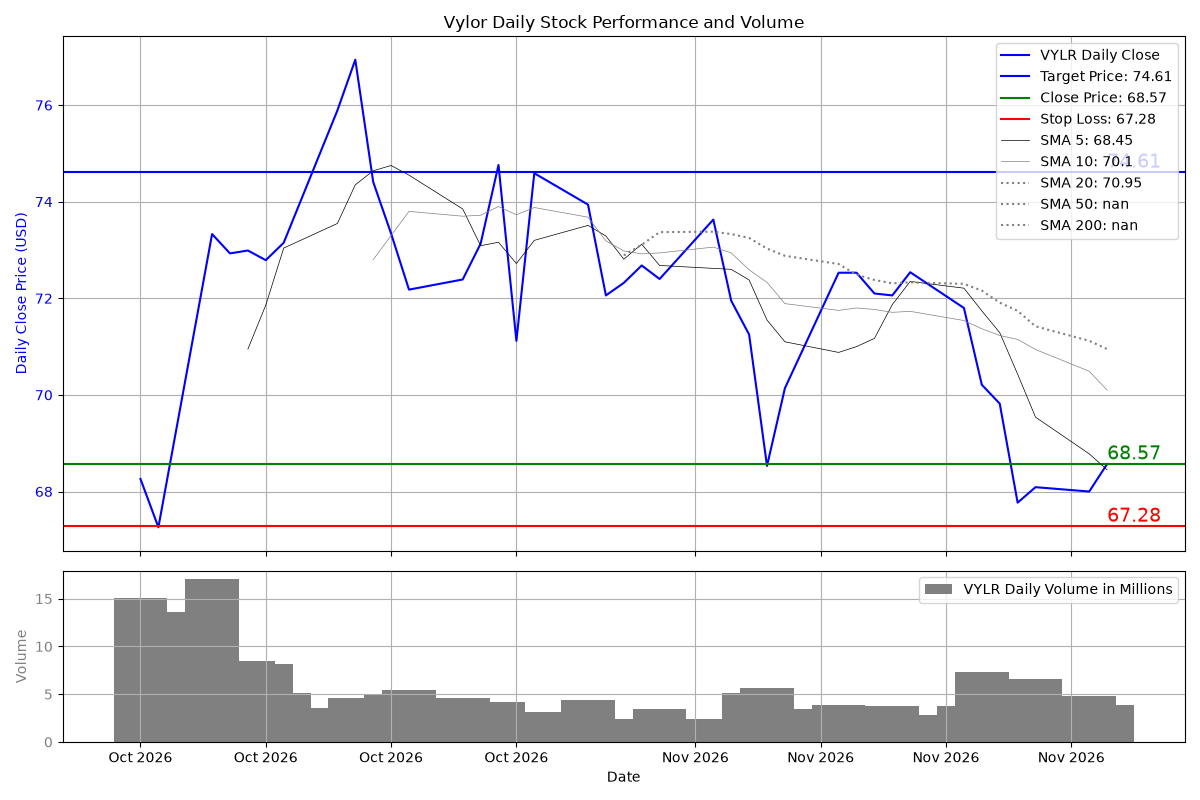 Vylor Daily Stock Performance and Volume
Daily Close Price (USD)
76
74
72
70
68
VYLR Daily Close
Target Price: 74.61
Close Price: 68.57
Stop Loss: 67.28
SMA 5: 68.45
SMA 10: 70.1
SMA 20: 70.95
SMA 50: nan
SMA 200: nan
74.61
68.57
67.28
Volume
15
10
5
0
VYLR Daily Volume in Millions
Oct 2026 Oct 2026 Oct 2026 Oct 2026 Nov 2026 Nov 2026 Nov 2026 Nov 2026
Date